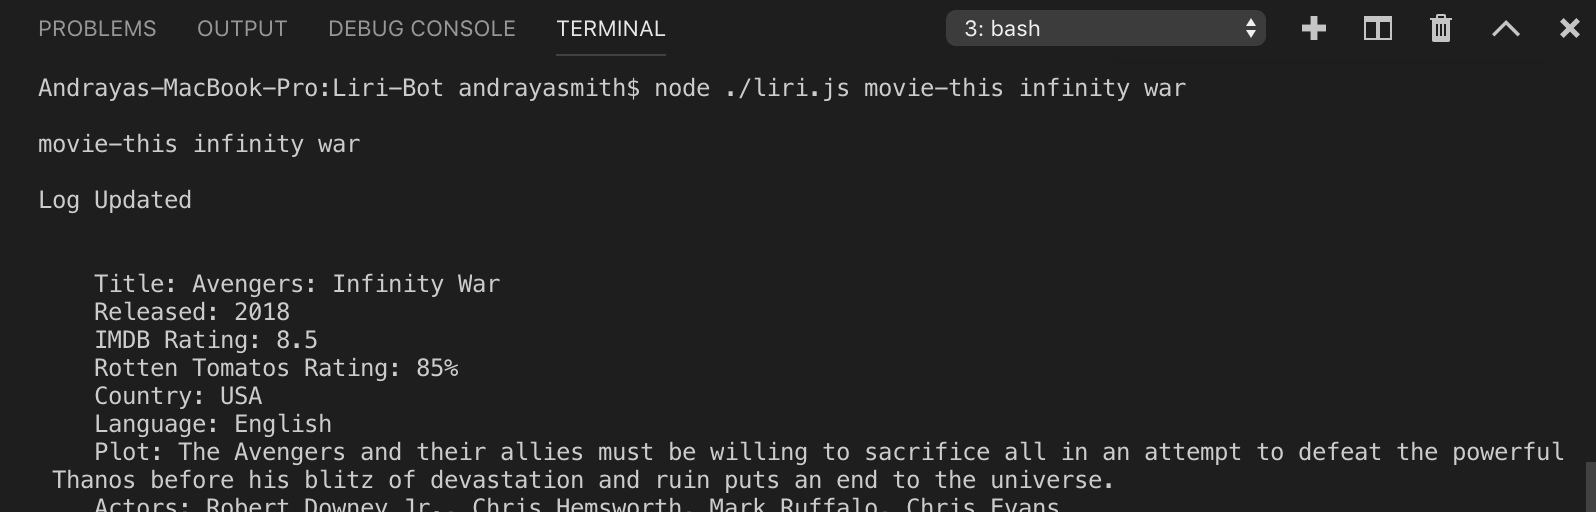 PROBLEMS OUTPUT DEBUG CONSOLE TERMINAL 3: bash
Andrayas-MacBook-Pro:Liri-Bot andrayasmith$ node ./liri.js movie-this infinity war
movie-this infinity war
Log Updated
Title: Avengers: Infinity War
Released: 2018
IMDB Rating: 8.5
Rotten Tomatos Rating: 85%
Country: USA
Language: English
Plot: The Avengers and their allies must be willing to sacrifice all in an attempt to defeat the powerful
Thanos before his blitz of devastation and ruin puts an end to the universe.
Actors: Robert Downey Jr., Chris Hemsworth, Mark Ruffalo, Chris Evans